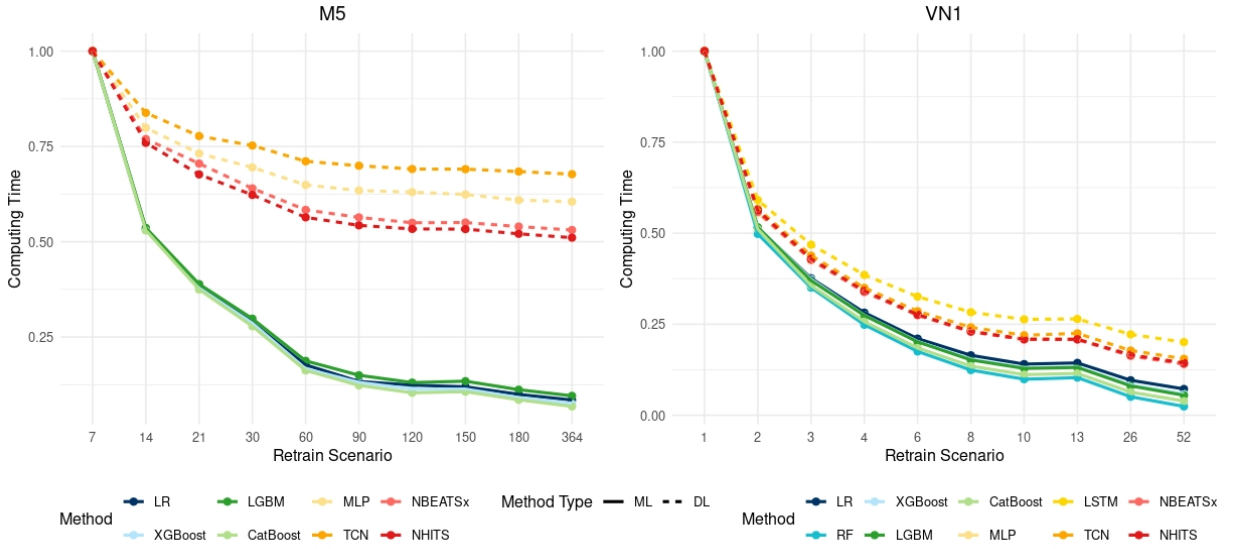 M5
VN1
1.00
0.75
0.50
0.25
Computing Time
7 14 21 30 60 90 120 150 180 364
Retrain Scenario
1.00
0.75
0.50
0.25
0.00
Computing Time
1 2 3 4 6 8 10 13 26 52
Retrain Scenario
Method
LR LGBM MLP NBEATSx
XGBoost CatBoost TCN NHITS
Method Type ML DL
Method
LR XGBoost CatBoost LSTM NBEATSx
RF LGBM MLP TCN NHITS